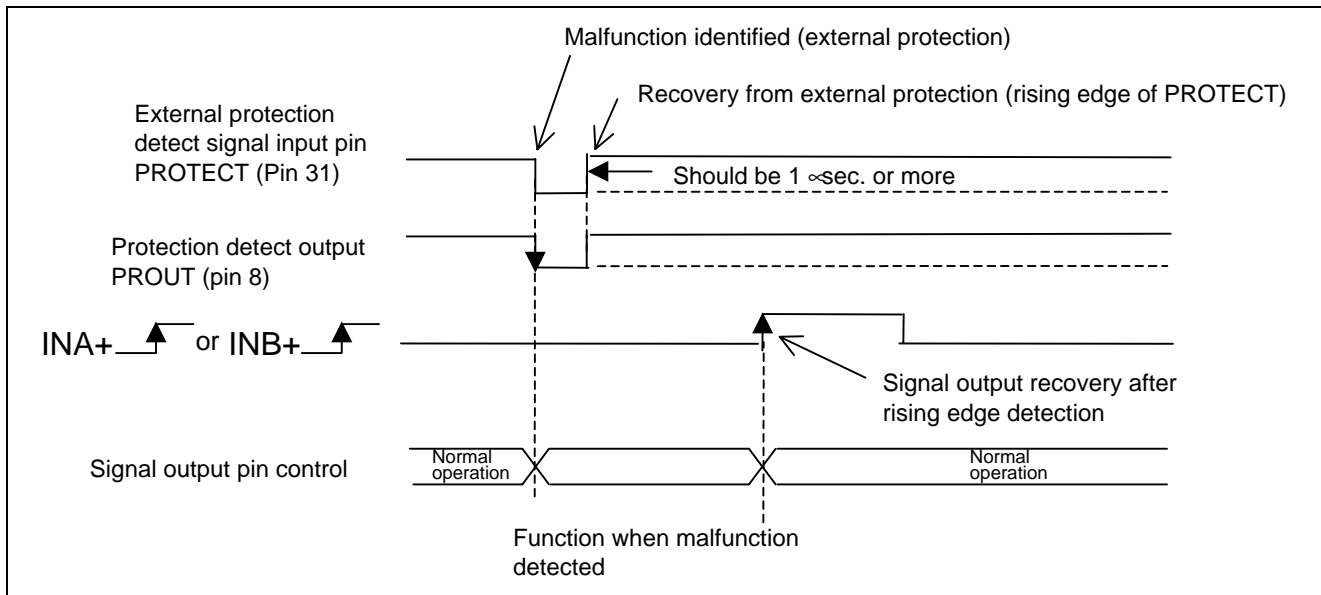 Malfunction identified (external protection)
Recovery from external protection (rising edge of PROTECT)
External protection
detect signal input pin
PROTECT (Pin 31)
Should be 1 ∝sec. or more
Protection detect output
PROUT (pin 8)
INA+ or INB+
Signal output recovery after
rising edge detection
Signal output pin control
Normal
operation
Normal
operation
Function when malfunction
detected